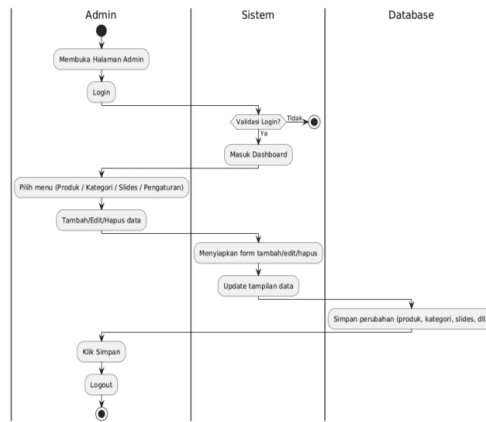 Admin
Sistem
Database
Membuka Halaman Admin
Login
Validasi Login?
Tidak
Ya
Masuk Dashboard
Pilih menu (Produk / Kategori / Slides / Pengaturan)
Tambah/Edit/Hapus data
Menyiapkan form tambah/edit/hapus
Update tampilan data
Simpan perubahan (produk, kategori, slides, dll
Klik Simpan
Logout